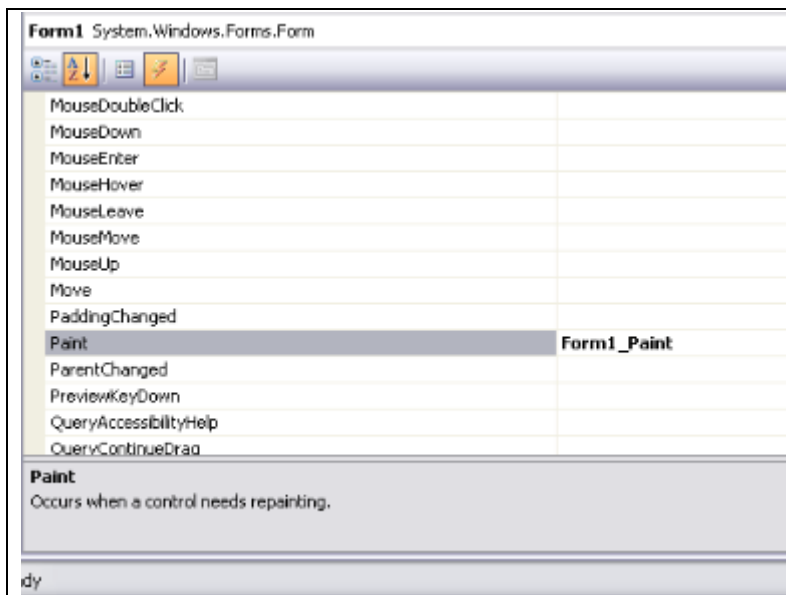 Form1 System.Windows.Forms.Form
MouseDoubleClick
MouseDown
MouseEnter
MouseHover
MouseLeave
MouseMove
MouseUp
Move
PaddingChanged
Paint Form1_Paint
ParentChanged
PreviewKeyDown
QueryAccessibilityHelp
QueryContinueDrag
Paint
Occurs when a control needs repainting.
dy